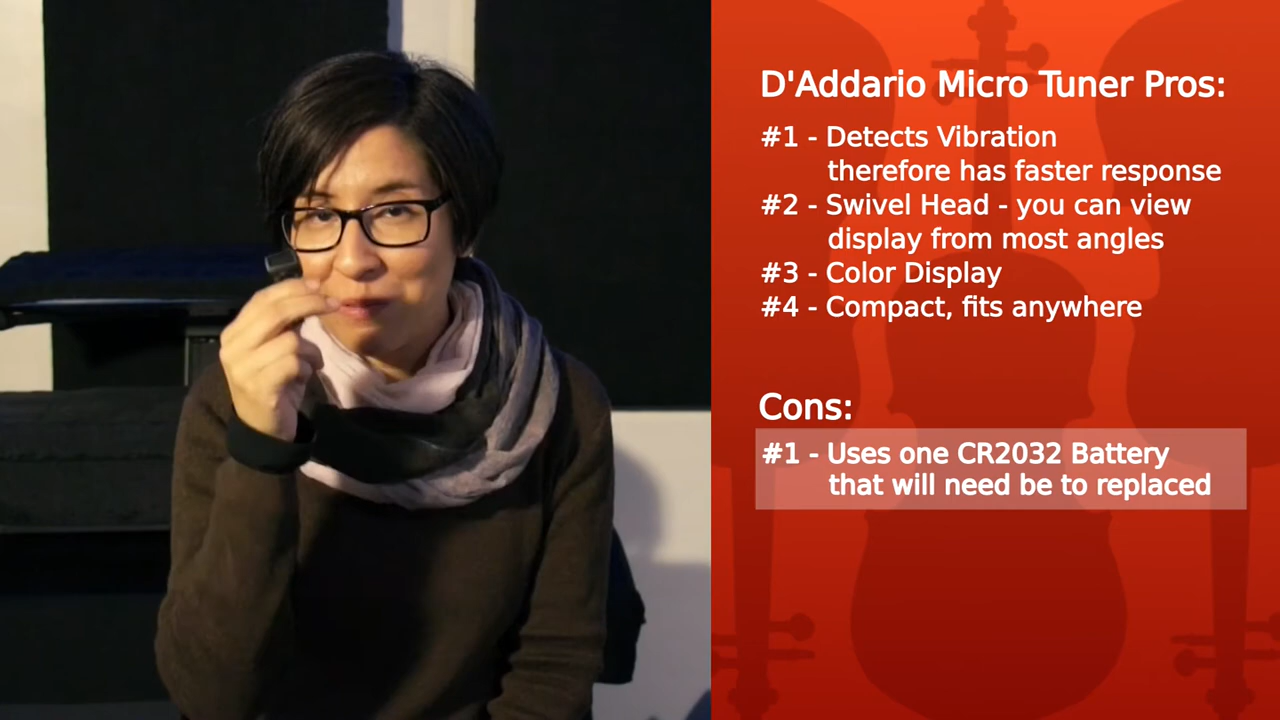 D'Addario Micro Tuner Pros:
#1 - Detects Vibration
therefore has faster response
#2 - Swivel Head - you can view
display from most angles
#3 - Color Display
#4 - Compact, fits anywhere
Cons:
#1 - Uses one CR2032 Battery
that will need be to replaced